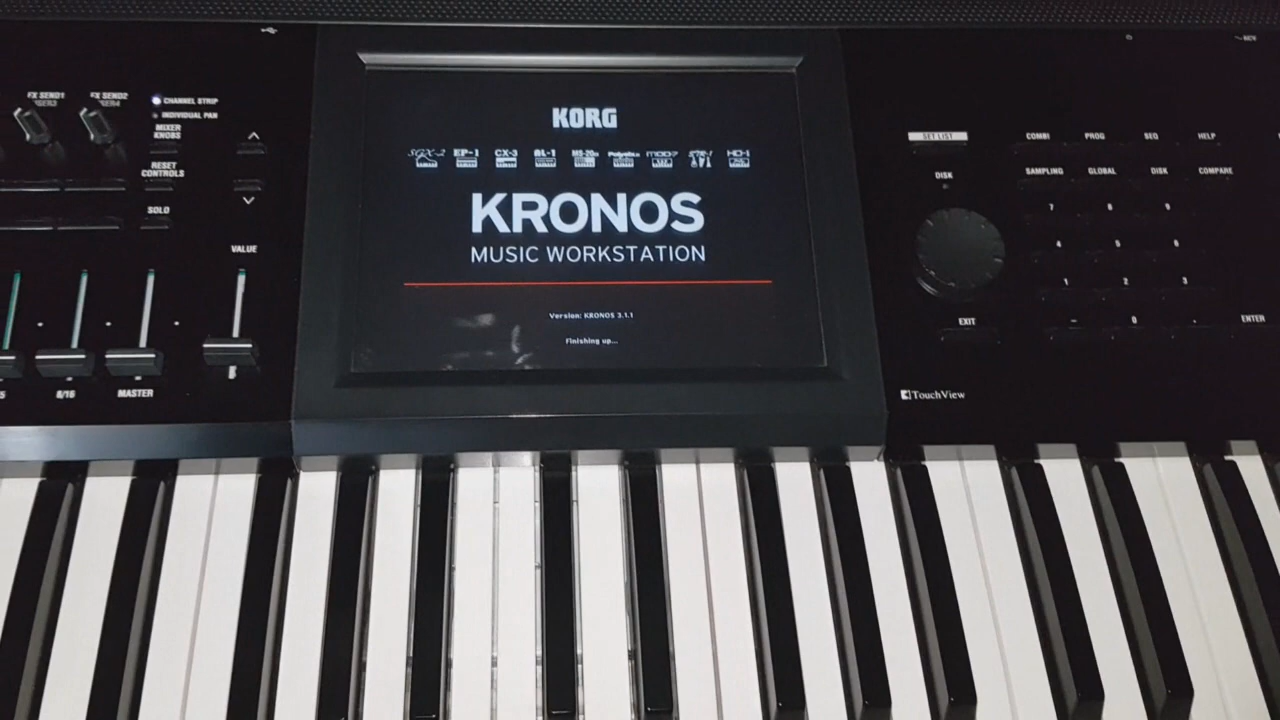 FX SEND1
FX SEND2
CHANNEL STRIP
INDIVIDUAL PAN
MIXER
KNOBS
RESET
CONTROLS
SOLO
VALUE
8/16
MASTER
KORG
SGX-2 EP-1 CX-3 AL-1 MS-20EX PolysixEX MOD-7 STR-1 HD-1
KRONOS
MUSIC WORKSTATION
Version: KRONOS 3.1.1
Finishing up...
SET LIST
COMBI PROG SEQ HELP
DISK
SAMPLING GLOBAL DISK COMPARE
7 8 9
4 5 6
1 2 3
EXIT
- 0 . ENTER
TouchView